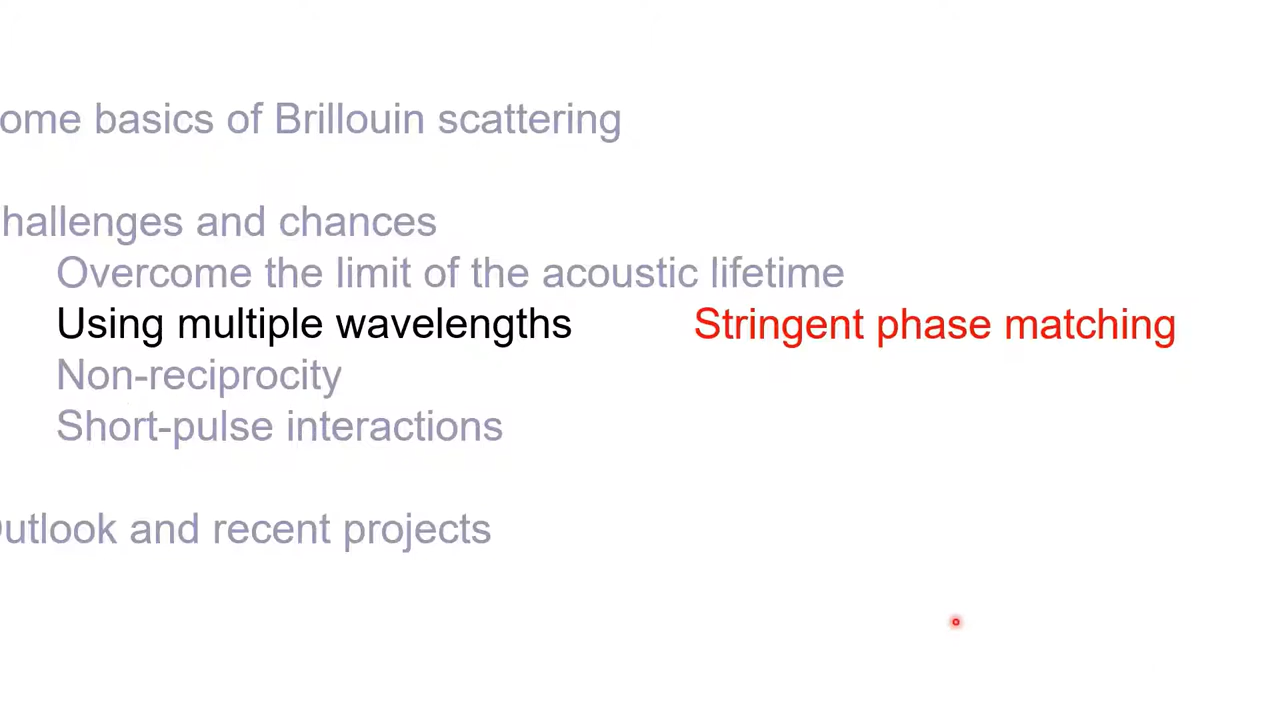 ome basics of Brillouin scattering
hallenges and chances
Overcome the limit of the acoustic lifetime
Using multiple wavelengths Stringent phase matching
Non-reciprocity
Short-pulse interactions
Outlook and recent projects